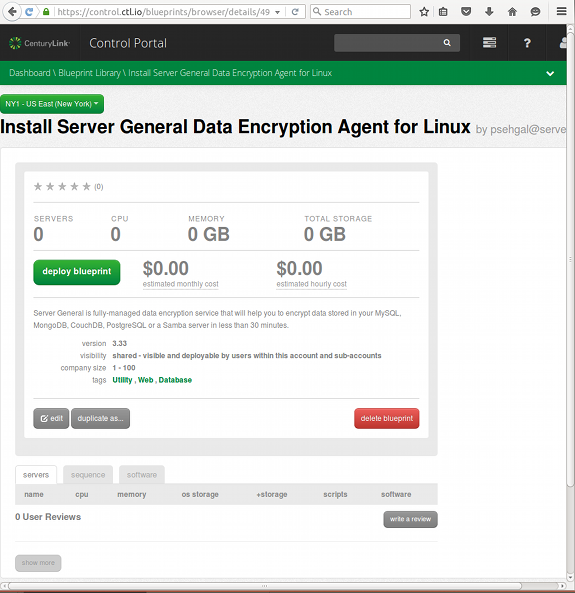 https://control.ctl.io/blueprints/browser/details/49
Search
CenturyLink
Control Portal
?
Dashboard \ Blueprint Library \ Install Server General Data Encryption Agent for Linux
NY1 - US East (New York)
Install Server General Data Encryption Agent for Linux by psehgal@serve
(0)
SERVERS CPU MEMORY TOTAL STORAGE
0 0 0 GB 0 GB
deploy blueprint $0.00 $0.00
estimated monthly cost estimated hourly cost
Server General is fully-managed data encryption service that will help you to encrypt data stored in your MySQL,
MongoDB, CouchDB, PostgreSQL or a Samba server in less than 30 minutes.
version 3.33
visibility shared - visible and deployable by users within this account and sub-accounts
company size 1 - 100
tags Utility , Web , Database
edit duplicate as... delete blueprint
servers sequence software
name cpu memory os storage +storage scripts software
0 User Reviews write a review
show more